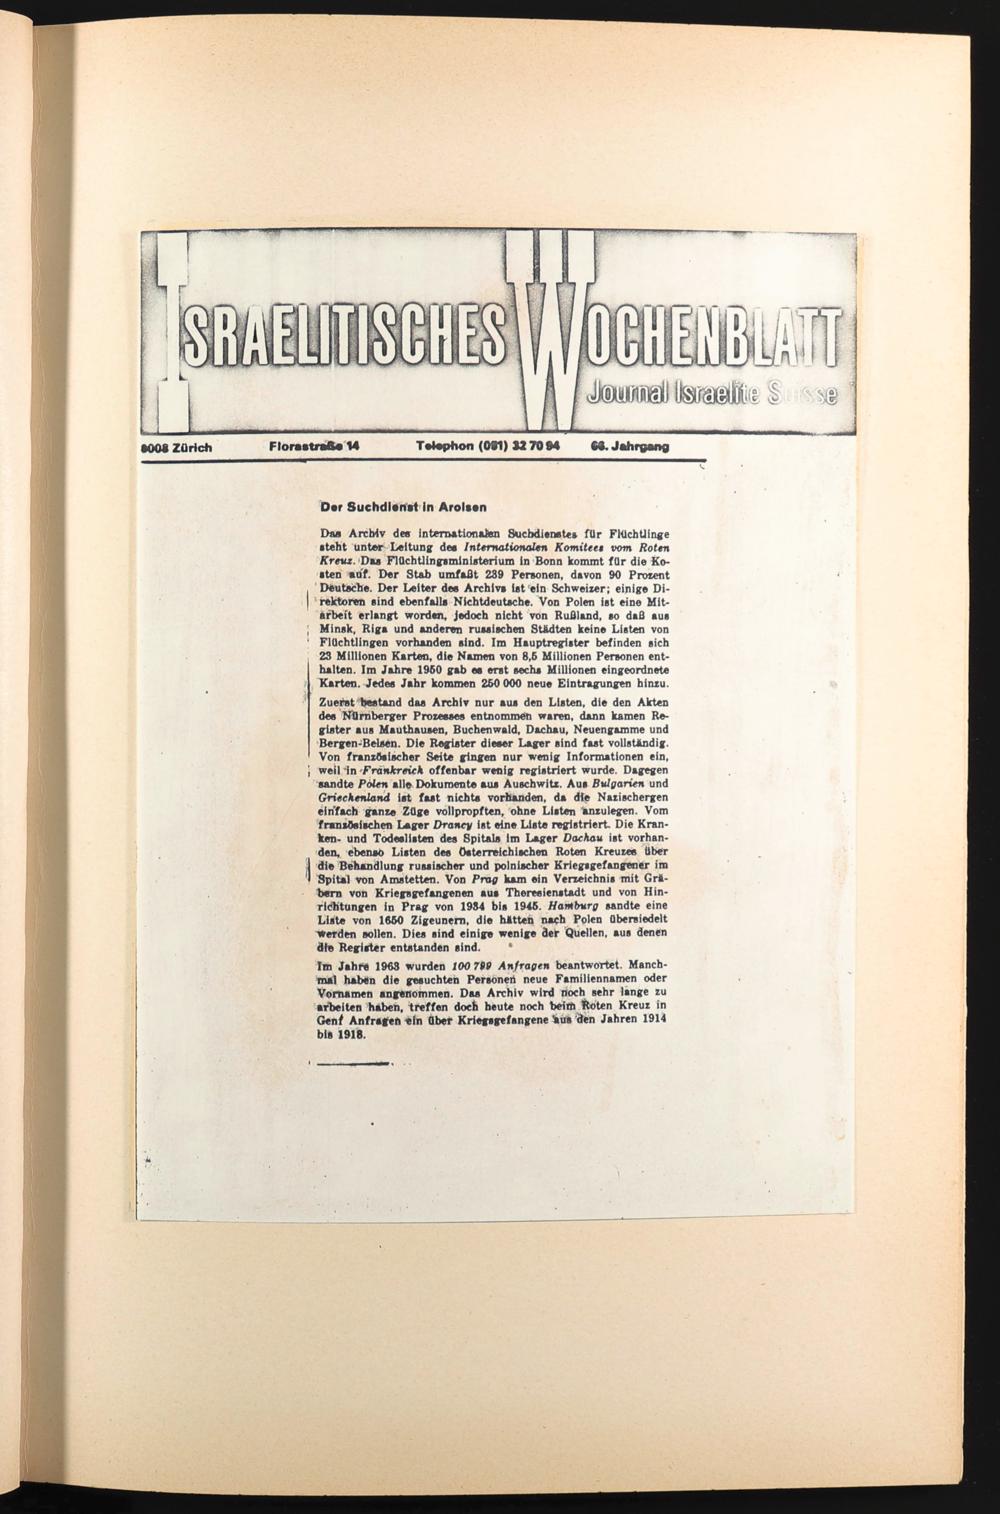 ISRAELITISCHES WOCHENBLATT
Journal Israelite Suisse
8008 Zürich Florastraße 14 Telephon (051) 32 70 94 66. Jahrgang
Der Suchdienst in Arolsen
Das Archiv des internationalen Suchdienstes für Flüchtlinge
steht unter Leitung des Internationalen Komitees vom Roten
Kreuz. Das Flüchtlingsministerium in Bonn kommt für die Ko-
sten auf. Der Stab umfaßt 239 Personen, davon 90 Prozent
Deutsche. Der Leiter des Archivs ist ein Schweizer; einige Di-
rektoren sind ebenfalls Nichtdeutsche. Von Polen ist eine Mit-
arbeit erlangt worden, jedoch nicht von Rußland, so daß aus
Minsk, Riga und anderen russischen Städten keine Listen von
Flüchtlingen vorhanden sind. Im Hauptregister befinden sich
23 Millionen Karten, die Namen von 8,5 Millionen Personen ent-
halten. Im Jahre 1950 gab es erst sechs Millionen eingeordnete
Karten. Jedes Jahr kommen 250 000 neue Eintragungen hinzu.
Zuerst bestand das Archiv nur aus den Listen, die den Akten
des Nürnberger Prozesses entnommen waren, dann kamen Re-
gister aus Mauthausen, Buchenwald, Dachau, Neuengamme und
Bergen-Belsen. Die Register dieser Lager sind fast vollständig.
Von französischer Seite gingen nur wenig Informationen ein,
weil in Frankreich offenbar wenig registriert wurde. Dagegen
sandte Polen alle Dokumente aus Auschwitz. Aus Bulgarien und
Griechenland ist fast nichts vorhanden, da die Nazischergen
einfach ganze Züge vollpropften, ohne Listen anzulegen. Vom
französischen Lager Drancy ist eine Liste registriert. Die Kran-
ken- und Todeslisten des Spitals im Lager Dachau ist vorhan-
den, ebenso Listen des Österreichischen Roten Kreuzes über
die Behandlung russischer und polnischer Kriegsgefangener im
Spital von Amstetten. Von Prag kam ein Verzeichnis mit Grä-
bern von Kriegsgefangenen aus Theresienstadt und von Hin-
richtungen in Prag von 1934 bis 1945. Hamburg sandte eine
Liste von 1650 Zigeunern, die hätten nach Polen übersiedelt
werden sollen. Dies sind einige wenige der Quellen, aus denen
die Register entstanden sind.
Im Jahre 1963 wurden 100 799 Anfragen beantwortet. Manch-
mal haben die gesuchten Personen neue Familiennamen oder
Vornamen angenommen. Das Archiv wird noch sehr lange zu
arbeiten haben, treffen doch heute noch beim Roten Kreuz in
Genf Anfragen ein über Kriegsgefangene aus den Jahren 1914
bis 1918.